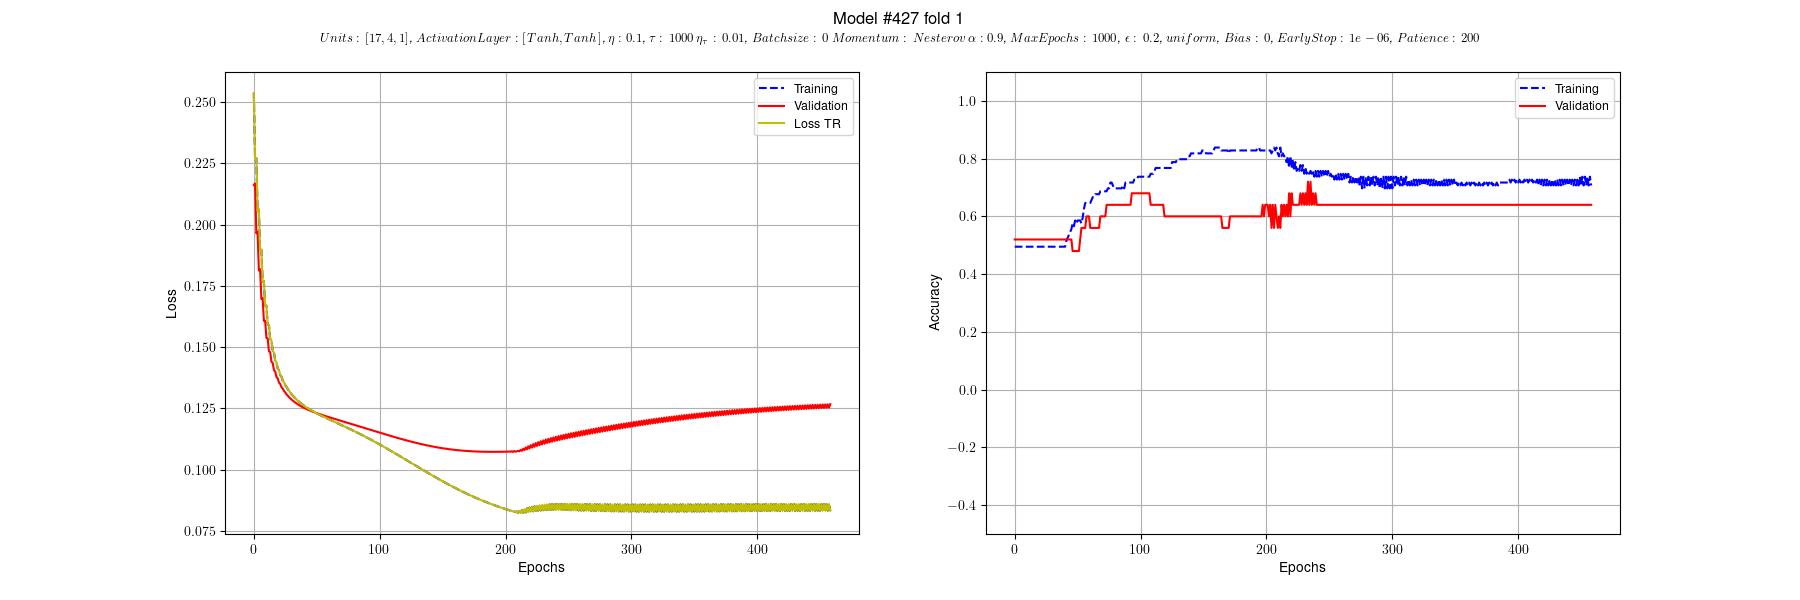 Model #427 fold 1
Units : [17, 4, 1], ActivationLayer : [Tanh, Tanh], η : 0.1, τ : 1000 ητ : 0.01, Batchsize : 0 Momentum : Nesterov α : 0.9, MaxEpochs : 1000, ϵ : 0.2, uniform, Bias : 0, EarlyStop : 1e − 06, Patience : 200
Loss
0.250
0.225
0.200
0.175
0.150
0.125
0.100
0.075
0 100 200 300 400
Epochs
Training
Validation
Loss TR
Accuracy
1.0
0.8
0.6
0.4
0.2
0.0
−0.2
−0.4
0 100 200 300 400
Epochs
Training
Validation